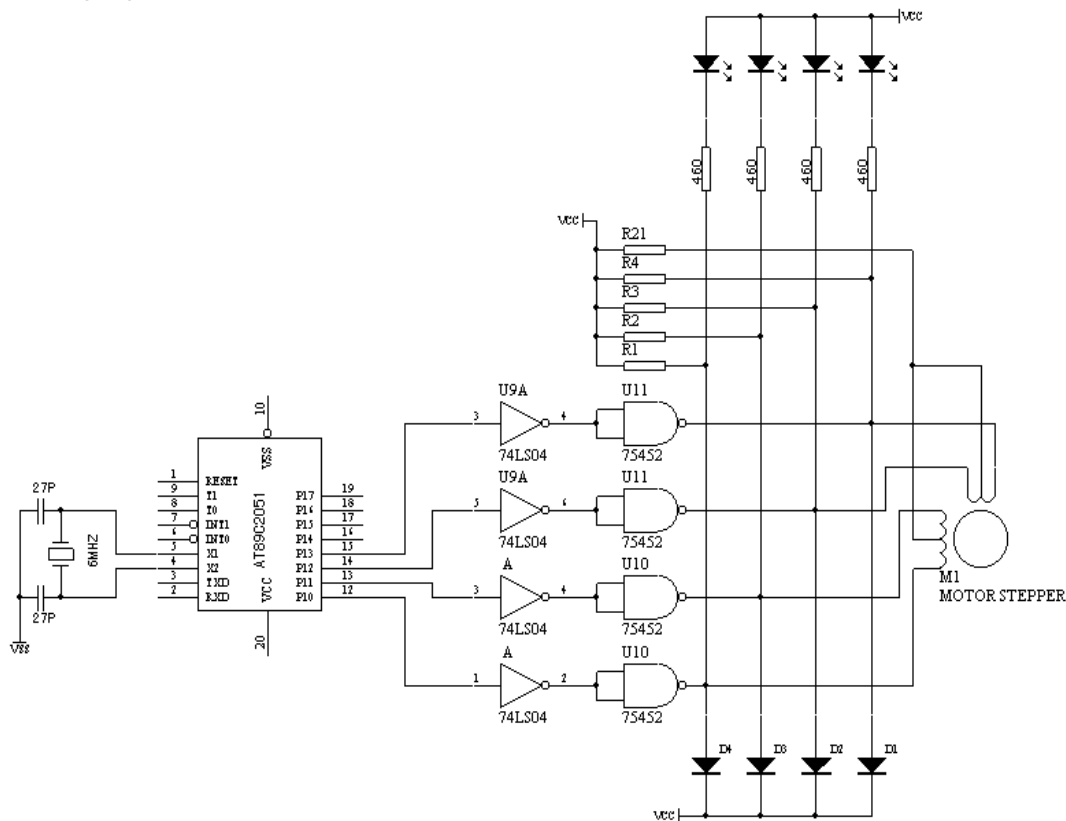 VCC
460 460 460 460
VCC
R21
R4
R3
R2
R1
U9A U11
3 4
74LS04 75452
10
VSS
AT89C2051
VCC
20
1 RESET P17 19
9 T1 P16 18
8 T0 P15 17
7 INT1 P14 16
6 INT0 P13 15
5 X1 P12 14
4 X2 P11 13
3 TXD P10 12
2 RXD
27P
6MHZ
27P
VSS
U9A U11
5 6
74LS04 75452
A U10
3 4
74LS04 75452
A U10
1 2
74LS04 75452
M1
MOTOR STEPPER
D4 D3 D2 D1
VCC